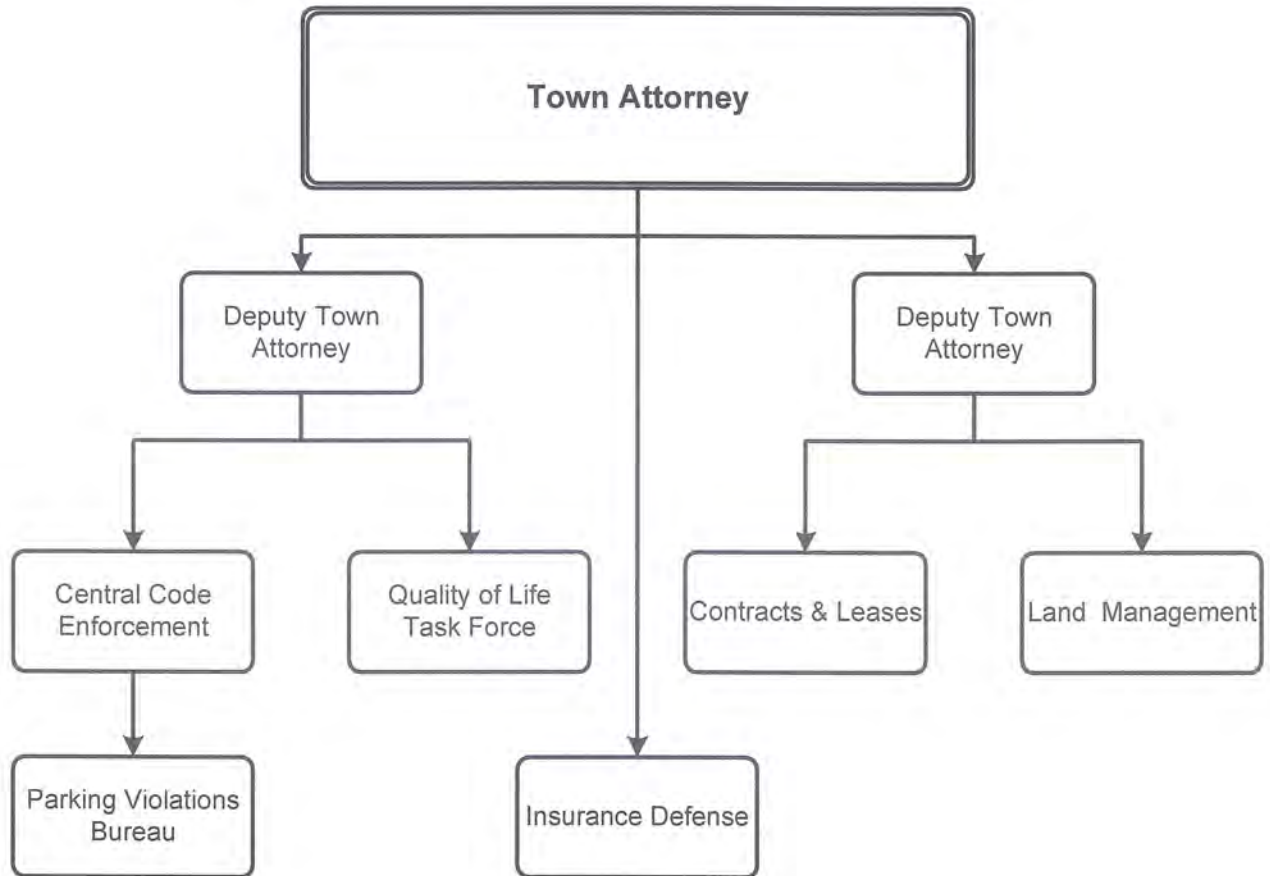 Town Attorney
Deputy Town
Attorney
Deputy Town
Attorney
Central Code
Enforcement
Quality of Life
Task Force
Contracts & Leases
Land Management
Parking Violations
Bureau
Insurance Defense